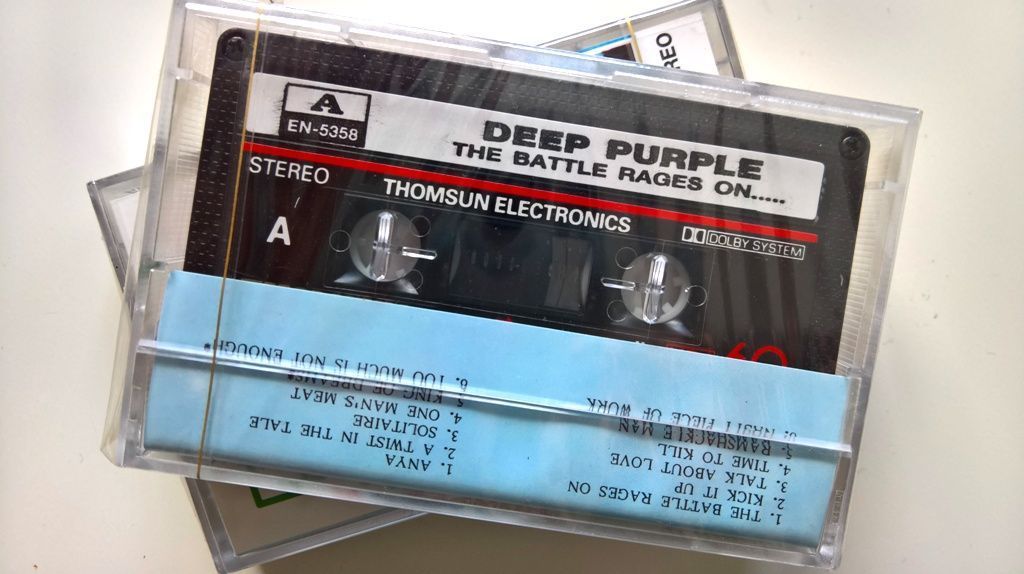 REO
A
EN-5358
DEEP PURPLE
THE BATTLE RAGES ON.....
STEREO
THOMSUN ELECTRONICS
DOLBY SYSTEM
A
60
1. THE BATTLE RAGES ON
2. KICK IT UP
3. TALK ABOUT LOVE
4. TIME TO KILL
5. RAMSHACKLE MAN
6. NASTI PIECE OF WORK
1. ANYA
2. A TWIST IN THE TALE
3. SOLITAIRE
4. ONE MAN'S MEAT
5. KING OF DREAMS*
6. TOO MUCH IS NOT ENOUGH*